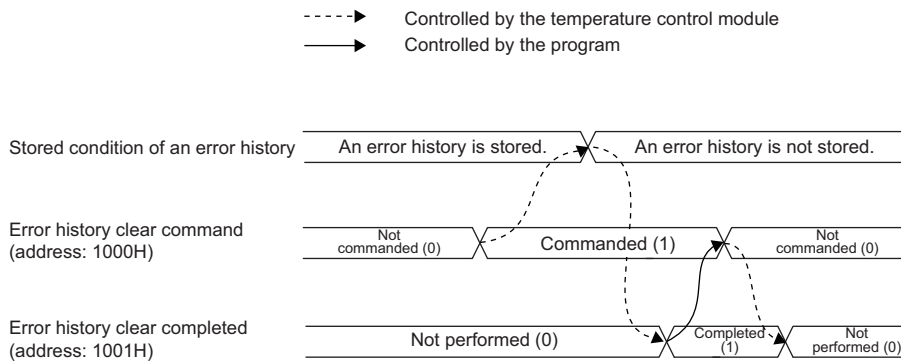 Controlled by the temperature control module
Controlled by the program
Stored condition of an error history
An error history is stored.
An error history is not stored.
Error history clear command
(address: 1000H)
Not
commanded (0)
Commanded (1)
Not
commanded (0)
Error history clear completed
(address: 1001H)
Not performed (0)
Completed
(1)
Not
performed (0)